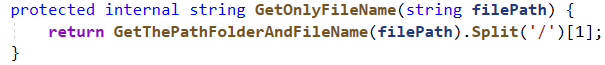 protected internal string GetOnlyFileName(string filePath) {
    return GetThePathFolderAndFileName(filePath).Split('/')[1];
}